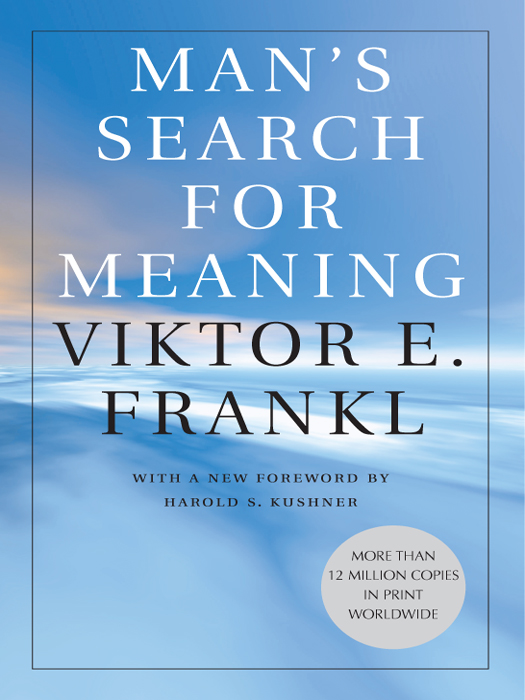 MAN’S
SEARCH
FOR
MEANING
VIKTOR E.
FRANKL
WITH A NEW FOREWORD BY
HAROLD S. KUSHNER
MORE THAN
12 MILLION COPIES
IN PRINT
WORLDWIDE